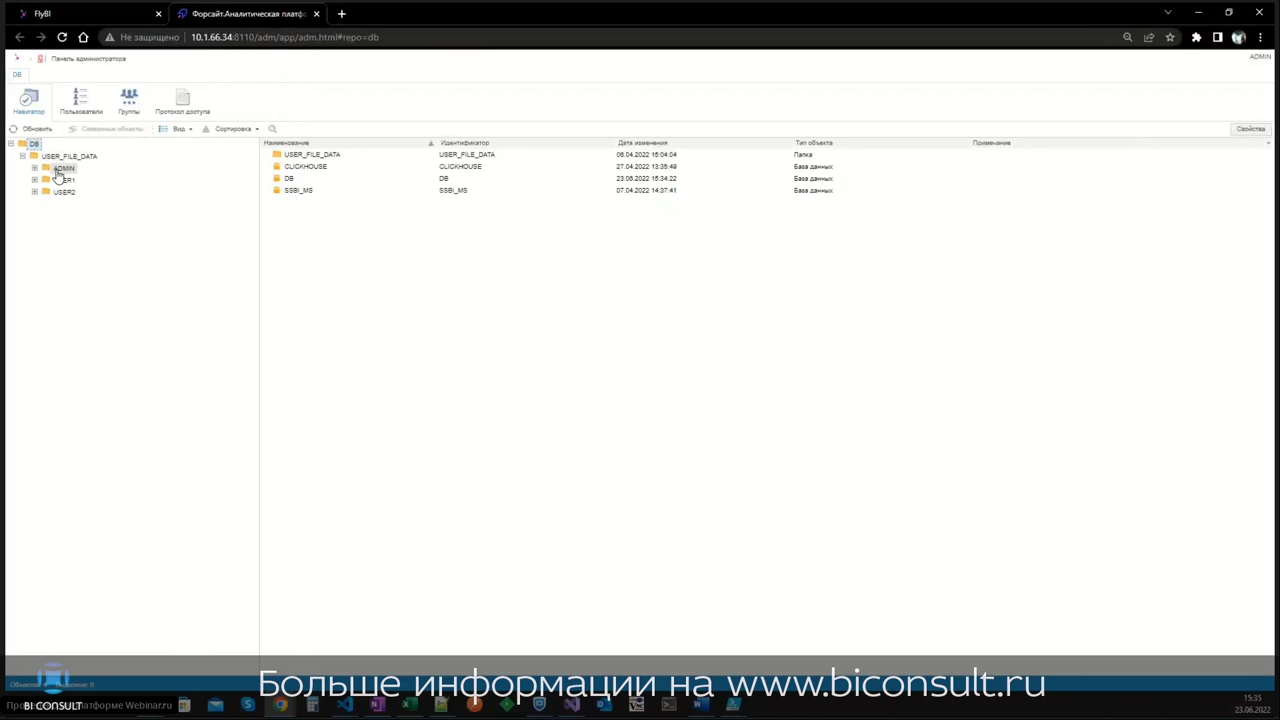 FlyBI
Форсайт.Аналитическая платфо
Не защищено
10.1.66.34:8110/adm/app/adm.html#repo=db
Панель администратора
ADMIN
DB
Навигатор
Пользователи
Группы
Протокол доступа
Обновить
Связанные объекты
Вид
Сортировка
Свойства
DB
USER_FILE_DATA
ADMIN
USER2
Наименование Идентификатор Дата изменения Тип объекта Примечание
USER_FILE_DATA USER_FILE_DATA 06.04.2022 15:04:04 Папка
CLICKHOUSE CLICKHOUSE 27.04.2022 13:35:49 База данных
DB DB 23.06.2022 15:34:22 База данных
SSBI_MS SSBI_MS 07.04.2022 14:37:41 База данных
Больше информации на www.biconsult.ru
BI CONSULT
платформе Webinar.ru
15:35
23.06.2022